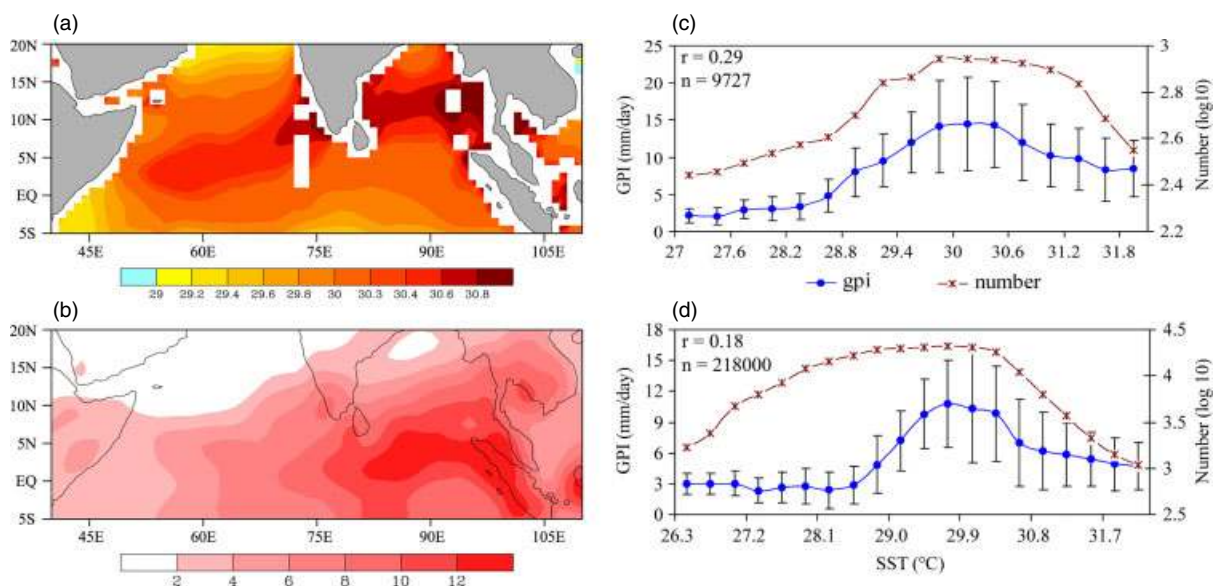 (a)
20N
15N
10N
5N
EQ
5S
45E 60E 75E 90E 105E
29 29.2 29.4 29.6 29.8 30 30.3 30.4 30.6 30.8
(b)
20N
15N
10N
5N
EQ
5S
45E 60E 75E 90E 105E
2 4 6 8 10 12
(c)
r = 0.29
n = 9727
GPI (mm/day)
25
20
15
10
5
0
27 27.6 28.2 28.8 29.4 30 30.6 31.2 31.8
3
2.8
2.6
2.4
2.2
Number (log10)
gpi number
(d)
r = 0.18
n = 218000
GPI (mm/day)
18
15
12
9
6
3
0
26.3 27.2 28.1 29.0 29.9 30.8 31.7
SST (°C)
4.5
4
3.5
3
2.5
Number (log 10)